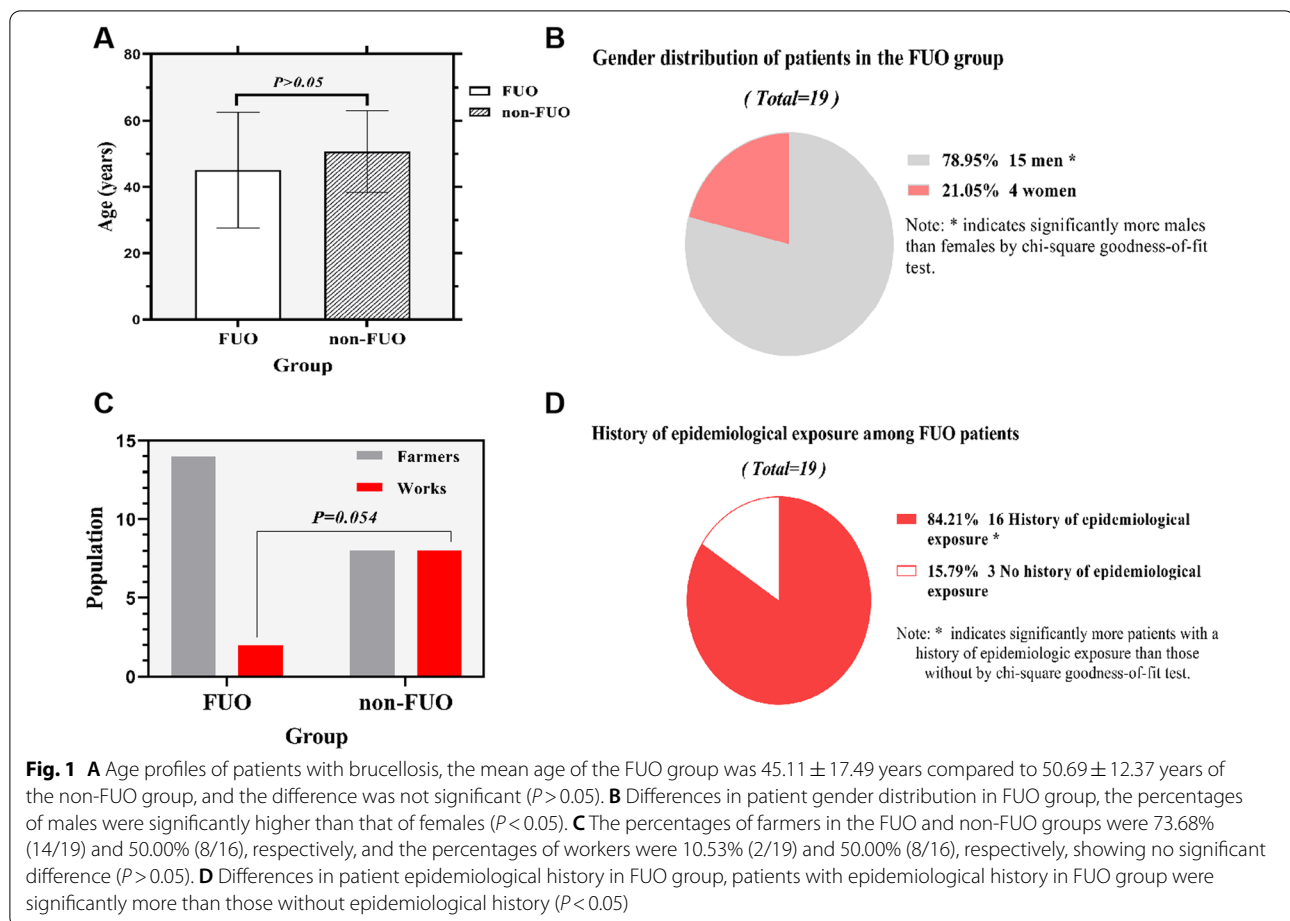 A
80
60
40
20
0
Age (years)
P>0.05
FUO
non-FUO
FUO
non-FUO
Group
B
Gender distribution of patients in the FUO group
( Total=19 )
78.95% 15 men *
21.05% 4 women
Note: * indicates significantly more males
than females by chi-square goodness-of-fit
test.
C
15
10
5
0
Population
Farmers
Works
P=0.054
FUO
non-FUO
Group
D
History of epidemiological exposure among FUO patients
( Total=19 )
84.21% 16 History of epidemiological
exposure *
15.79% 3 No history of epidemiological
exposure
Note: * indicates significantly more patients with a
history of epidemiologic exposure than those
without by chi-square goodness-of-fit test.
Fig. 1 A Age profiles of patients with brucellosis, the mean age of the FUO group was 45.11 ± 17.49 years compared to 50.69 ± 12.37 years of
the non-FUO group, and the difference was not significant (P > 0.05). B Differences in patient gender distribution in FUO group, the percentages
of males were significantly higher than that of females (P < 0.05). C The percentages of farmers in the FUO and non-FUO groups were 73.68%
(14/19) and 50.00% (8/16), respectively, and the percentages of workers were 10.53% (2/19) and 50.00% (8/16), respectively, showing no significant
difference (P > 0.05). D Differences in patient epidemiological history in FUO group, patients with epidemiological history in FUO group were
significantly more than those without epidemiological history (P < 0.05)